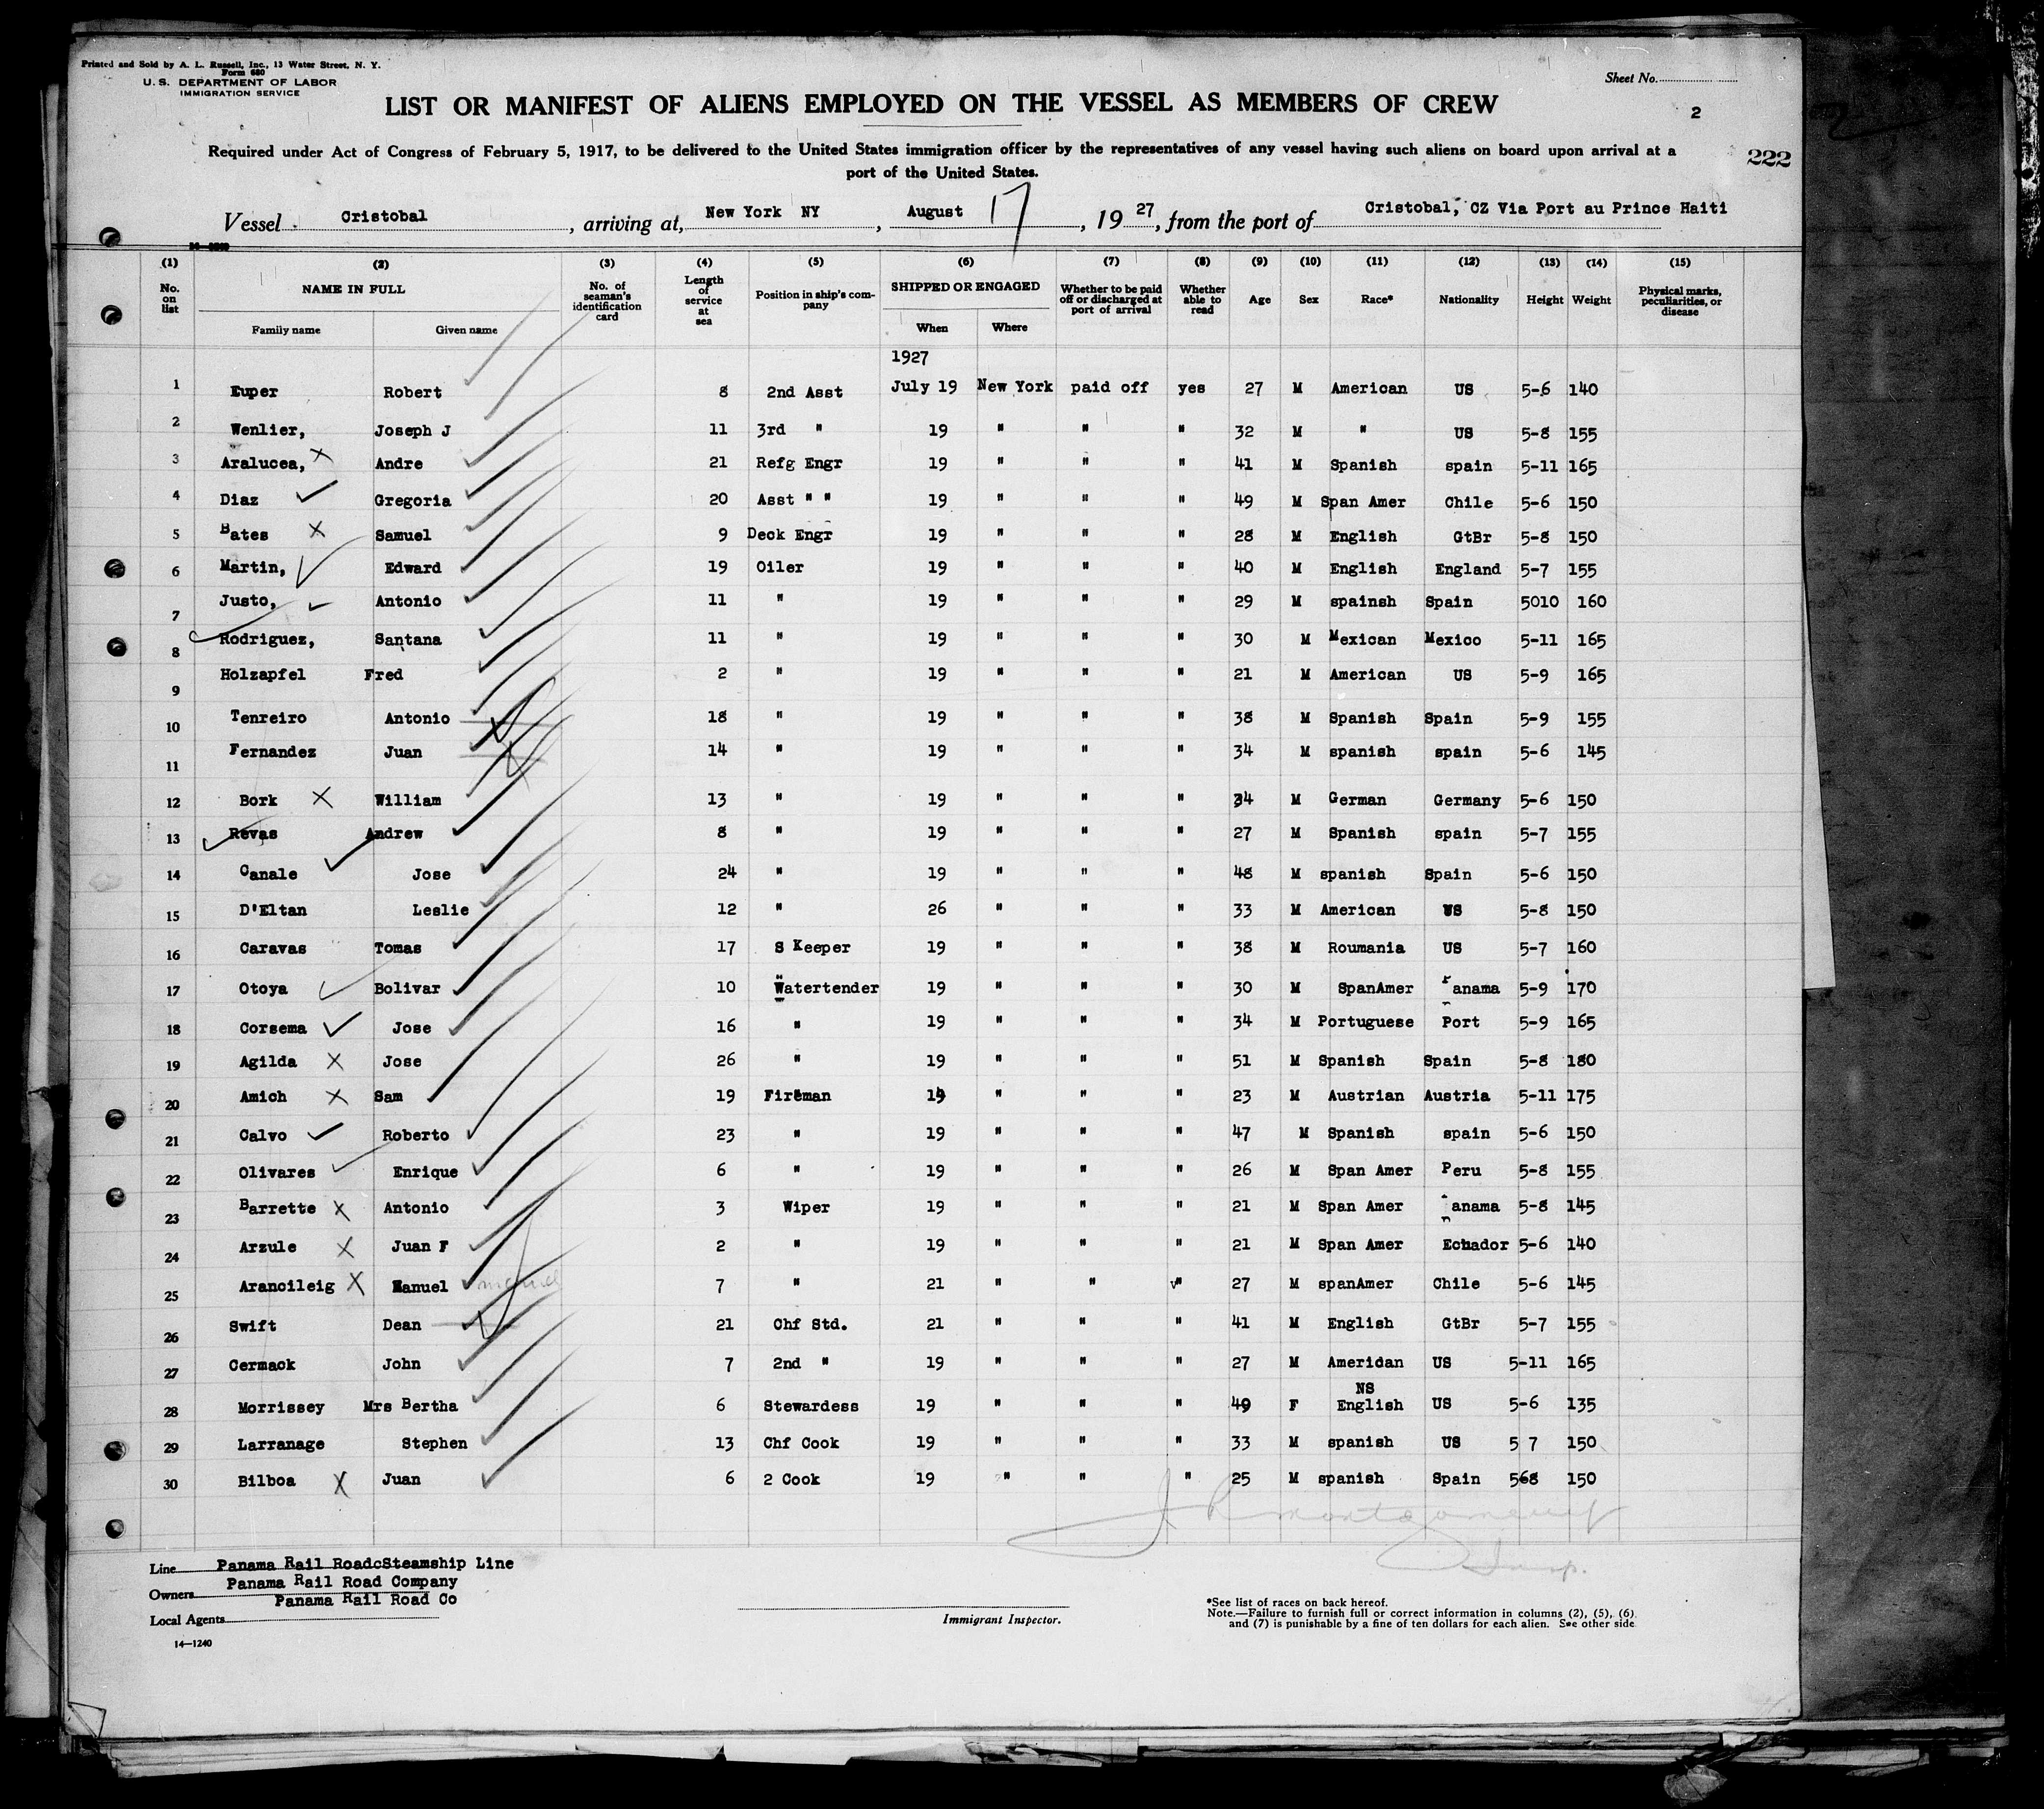 Printed and Sold by A. L. Russell, Inc., 13 Water Street, N. Y.
Form 680
U. S. DEPARTMENT OF LABOR
IMMIGRATION SERVICE
Sheet No.
LIST OR MANIFEST OF ALIENS EMPLOYED ON THE VESSEL AS MEMBERS OF CREW
2
Required under Act of Congress of February 5, 1917, to be delivered to the United States immigration officer by the representatives of any vessel having such aliens on board upon arrival at a
port of the United States.
222
Vessel Cristobal, arriving at, New York NY, August 17, 1927, from the port of Cristobal, CZ Via Port au Prince Haiti
(1) (2) (3) (4) (5) (6) (7) (8) (9) (10) (11) (12) (13) (14) (15)
No. on list NAME IN FULL Family name Given name No. of seaman's identification card Length of service at sea Position in ship's company SHIPPED OR ENGAGED When Where Whether to be paid off or discharged at port of arrival Whether able to read Age Sex Race* Nationality Height Weight Physical marks, peculiarities, or disease
1927
1 Euper Robert 8 2nd Asst July 19 New York paid off yes 27 M American US 5-6 140
2 Wenlier, Joseph J 11 3rd " 19 " " " 32 M " US 5-8 155
3 Aralucea, Andre 21 Refg Engr 19 " " " 41 M Spanish spain 5-11 165
4 Diaz Gregoria 20 Asst " " 19 " " " 49 M Span Amer Chile 5-6 150
5 Bates Samuel 9 Deck Engr 19 " " " 28 M English GtBr 5-8 150
6 Martin, Edward 19 Oiler 19 " " " 40 M English England 5-7 155
7 Justo, Antonio 11 " 19 " " " 29 M spainsh Spain 5010 160
8 Rodriguez, Santana 11 " 19 " " " 30 M Mexican Mexico 5-11 165
9 Holzapfel Fred 2 " 19 " " " 21 M American US 5-9 165
10 Tenreiro Antonio 18 " 19 " " " 38 M Spanish Spain 5-9 155
11 Fernandez Juan 14 " 19 " " " 34 M spanish spain 5-6 145
12 Bork William 13 " 19 " " " 34 M German Germany 5-6 150
13 Revas Andrew 8 " 19 " " " 27 M Spanish spain 5-7 155
14 Canale Jose 24 " 19 " " " 48 M spanish Spain 5-6 150
15 D'Eltan Leslie 12 " 26 " " " 33 M American US 5-8 150
16 Caravas Tomas 17 S Keeper 19 " " " 38 M Roumania US 5-7 160
17 Otoya Bolivar 10 Watertender 19 " " " 30 M SpanAmer Panama 5-9 170
18 Corsema Jose 16 " 19 " " " 34 M Portuguese Port 5-9 165
19 Agilda Jose 26 " 19 " " " 51 M Spanish Spain 5-8 180
20 Amich Sam 19 Fireman 19 " " " 23 M Austrian Austria 5-11 175
21 Calvo Roberto 23 " 19 " " " 47 M Spanish spain 5-6 150
22 Olivares Enrique 6 " 19 " " " 26 M Span Amer Peru 5-8 155
23 Barrette Antonio 3 Wiper 19 " " " 21 M Span Amer Panama 5-8 145
24 Arzule Juan F 2 " 19 " " " 21 M Span Amer Echador 5-6 140
25 Arancileig Manuel manuel 7 " 21 " " " 27 M spanAmer Chile 5-6 145
26 Swift Dean 21 Chf Std. 21 " " " 41 M English GtBr 5-7 155
27 Cermack John 7 2nd " 19 " " " 27 M Ameridan US 5-11 165
28 Morrissey Mrs Bertha 6 Stewardess 19 " " " 49 F NS English US 5-6 135
29 Larranage Stephen 13 Chf Cook 19 " " " 33 M spanish US 5 7 150
30 Bilboa Juan 6 2 Cook 19 " " " 25 M spanish Spain 568 150
J R Montgomery
Insp.
Line Panama Rail RoadcSteamship Line
Owners Panama Rail Road Company
Local Agents Panama Rail Road Co
14—1240
Immigrant Inspector.
*See list of races on back hereof.
Note.—Failure to furnish full or correct information in columns (2), (5), (6)
and (7) is punishable by a fine of ten dollars for each alien. See other side